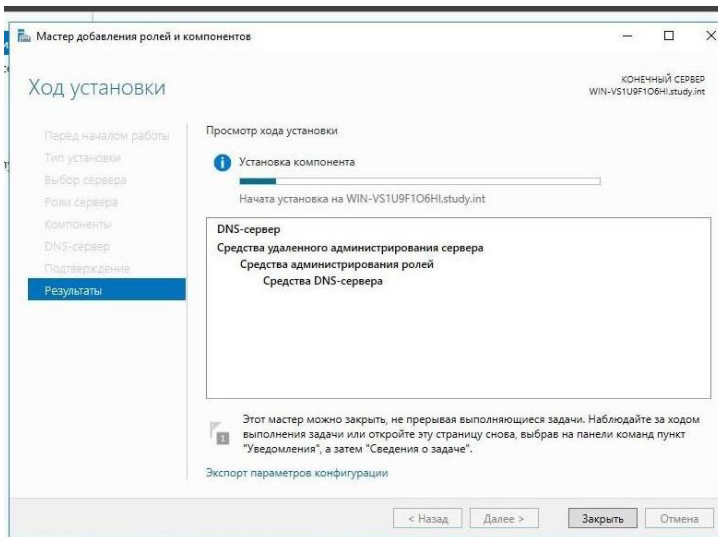 Мастер добавления ролей и компонентов
Ход установки
КОНЕЧНЫЙ СЕРВЕР
WIN-VS1U9F1O6HI.study.int
Перед началом работы
Тип установки
Выбор сервера
Роли сервера
Компоненты
DNS-сервер
Подтверждение
Результаты
Просмотр хода установки
Установка компонента
Начата установка на WIN-VS1U9F1O6HI.study.int
DNS-сервер
Средства удаленного администрирования сервера
Средства администрирования ролей
Средства DNS-сервера
1
Этот мастер можно закрыть, не прерывая выполняющиеся задачи. Наблюдайте за ходом
выполнения задачи или откройте эту страницу снова, выбрав на панели команд пункт
"Уведомления", а затем "Сведения о задаче".
Экспорт параметров конфигурации
< Назад
Далее >
Закрыть
Отмена